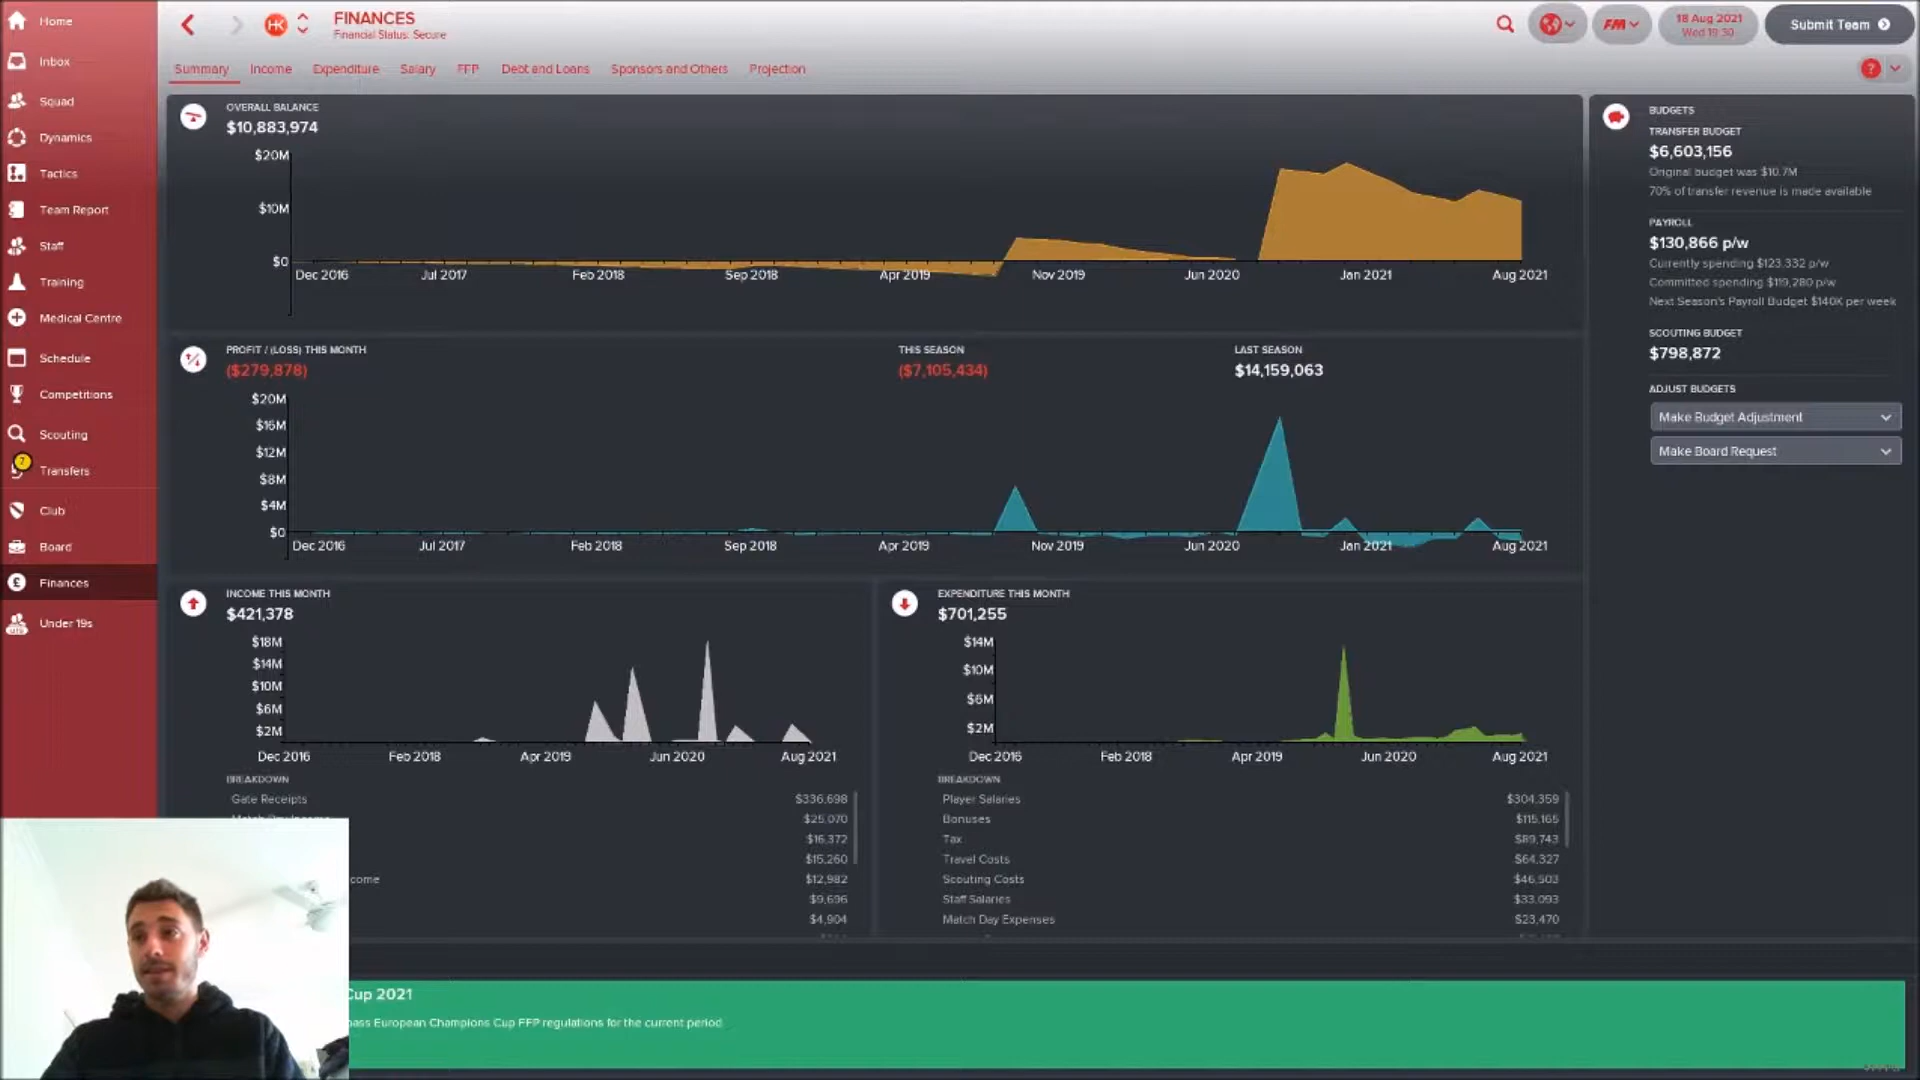 Home
Inbox
Squad
Dynamics
Tactics
Team Report
Staff
Training
Medical Centre
Schedule
Competitions
Scouting
7
Transfers
Club
Board
Finances
Under 19s
HK
FINANCES
Financial Status: Secure
FM
18 Aug 2021
Wed 19:30
Submit Team
Summary
Income
Expenditure
Salary
FFP
Debt and Loans
Sponsors and Others
Projection
?
OVERALL BALANCE
$10,883,974
$20M
$10M
$0
Dec 2016
Jul 2017
Feb 2018
Sep 2018
Apr 2019
Nov 2019
Jun 2020
Jan 2021
Aug 2021
PROFIT / (LOSS) THIS MONTH
($279,878)
THIS SEASON
($7,105,434)
LAST SEASON
$14,159,063
$20M
$16M
$12M
$8M
$4M
$0
Dec 2016
Jul 2017
Feb 2018
Sep 2018
Apr 2019
Nov 2019
Jun 2020
Jan 2021
Aug 2021
INCOME THIS MONTH
$421,378
$18M
$14M
$10M
$6M
$2M
Dec 2016
Feb 2018
Apr 2019
Jun 2020
Aug 2021
BREAKDOWN
Gate Receipts $336,698
$25,070
$16,372
$15,260
come $12,982
$9,696
$4,904
EXPENDITURE THIS MONTH
$701,255
$14M
$10M
$6M
$2M
Dec 2016
Feb 2018
Apr 2019
Jun 2020
Aug 2021
BREAKDOWN
Player Salaries $304,359
Bonuses $115,165
Tax $89,743
Travel Costs $64,327
Scouting Costs $46,503
Staff Salaries $33,093
Match Day Expenses $23,470
BUDGETS
TRANSFER BUDGET
$6,603,156
Original budget was $10.7M
70% of transfer revenue is made available
PAYROLL
$130,866 p/w
Currently spending $123,332 p/w
Committed spending $119,280 p/w
Next Season's Payroll Budget $140K per week
SCOUTING BUDGET
$798,872
ADJUST BUDGETS
Make Budget Adjustment
Make Board Request
Cup 2021
pass European Champions Cup FFP regulations for the current period